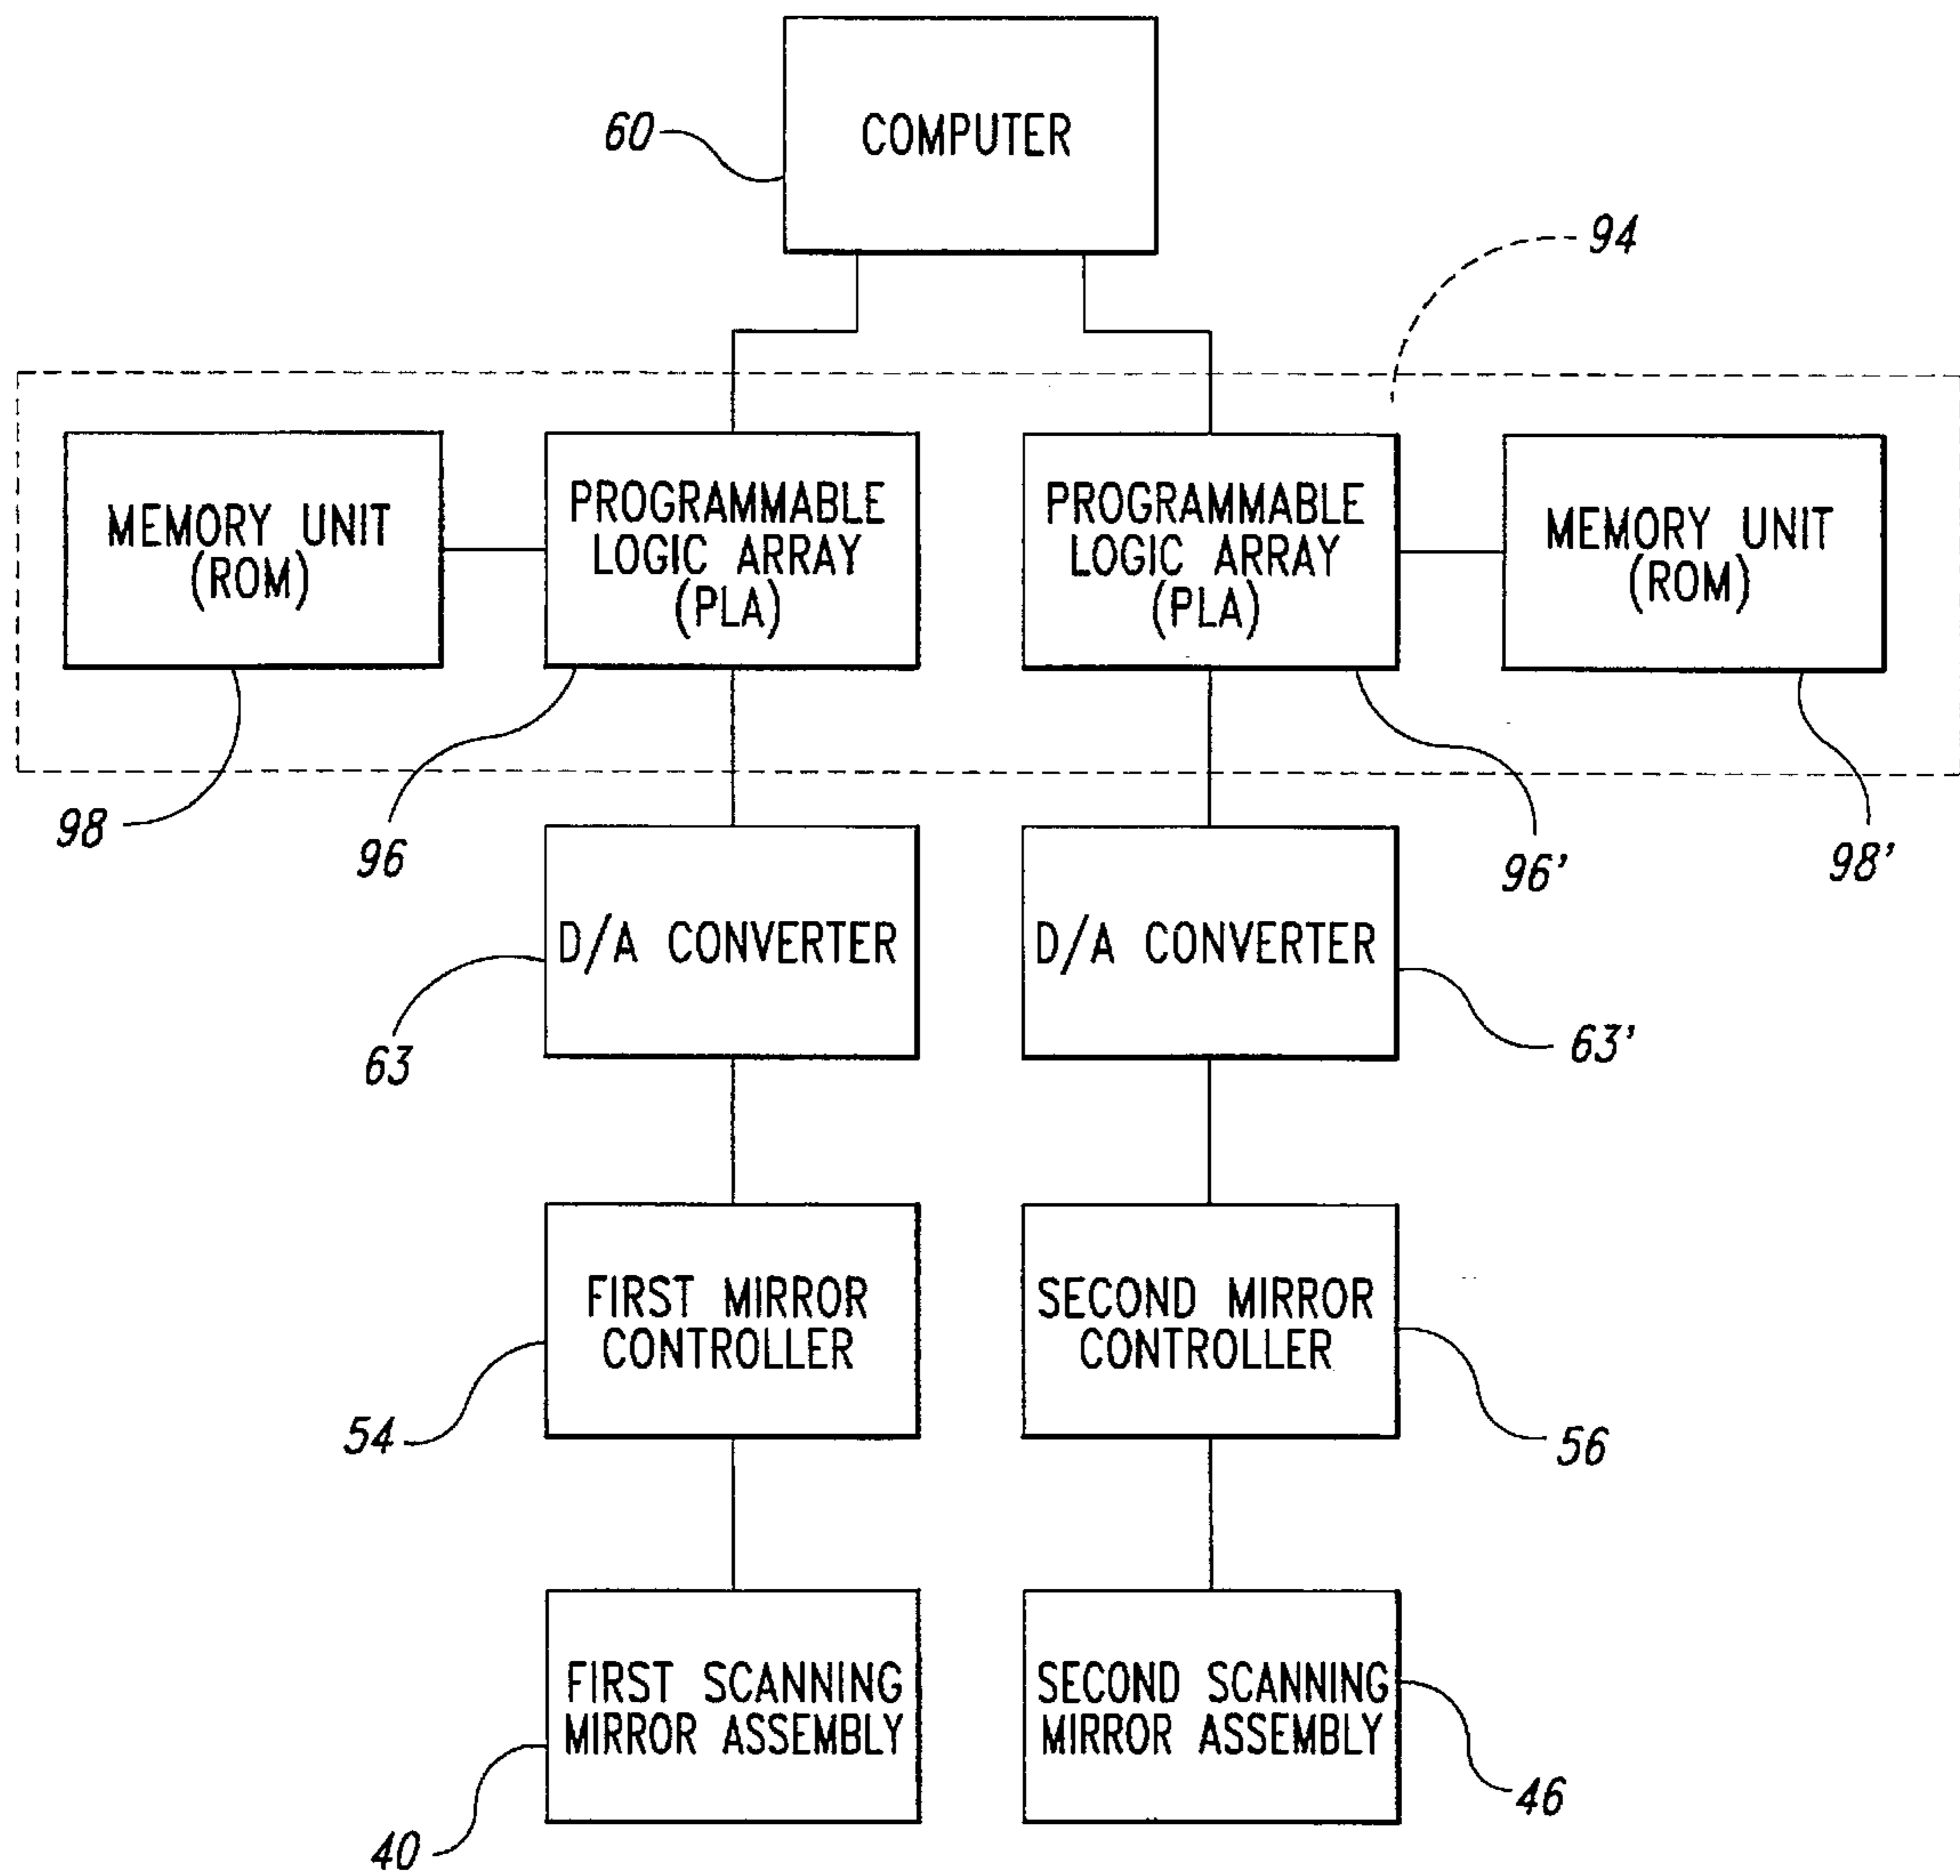 COMPUTER
60
94
MEMORY UNIT
(ROM)
PROGRAMMABLE
LOGIC ARRAY
(PLA)
PROGRAMMABLE
LOGIC ARRAY
(PLA)
MEMORY UNIT
(ROM)
98
96
96'
98'
D/A CONVERTER
D/A CONVERTER
63
63'
FIRST MIRROR
CONTROLLER
SECOND MIRROR
CONTROLLER
54
56
FIRST SCANNING
MIRROR ASSEMBLY
SECOND SCANNING
MIRROR ASSEMBLY
40
46